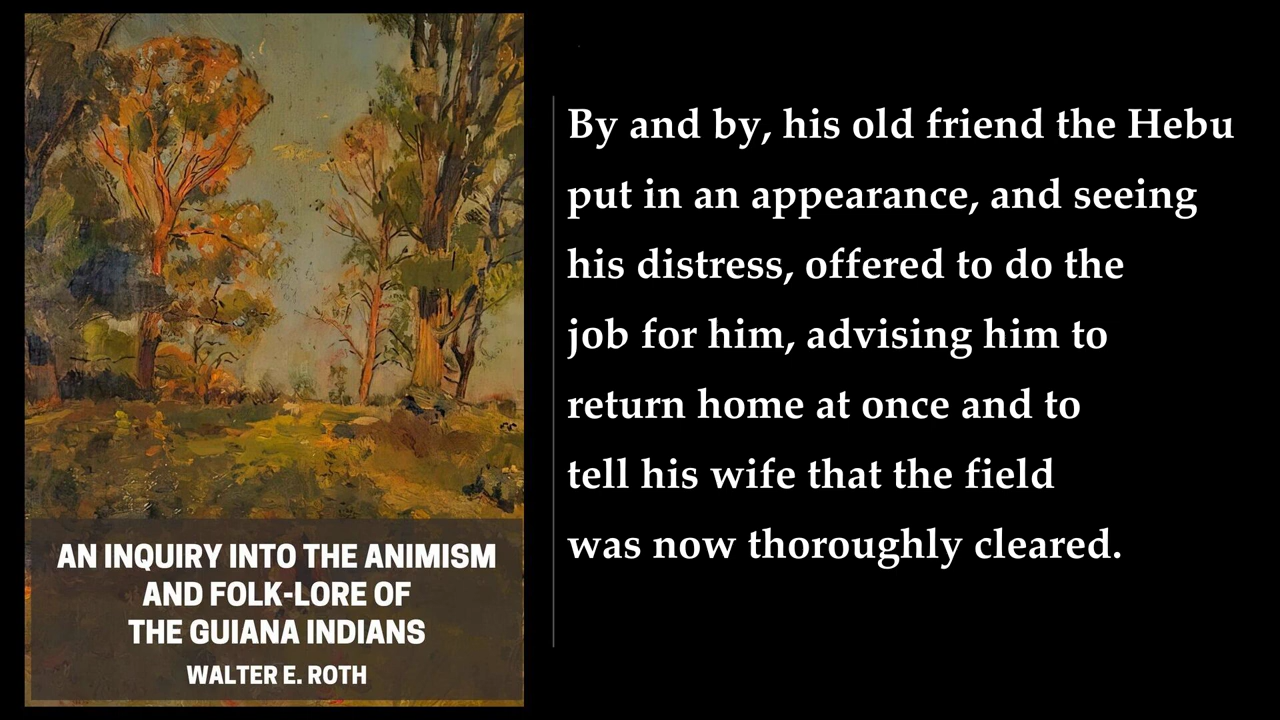 By and by, his old friend the Hebu
put in an appearance, and seeing
his distress, offered to do the
job for him, advising him to
return home at once and to
tell his wife that the field
was now thoroughly cleared.
AN INQUIRY INTO THE ANIMISM
AND FOLK-LORE OF
THE GUIANA INDIANS
WALTER E. ROTH